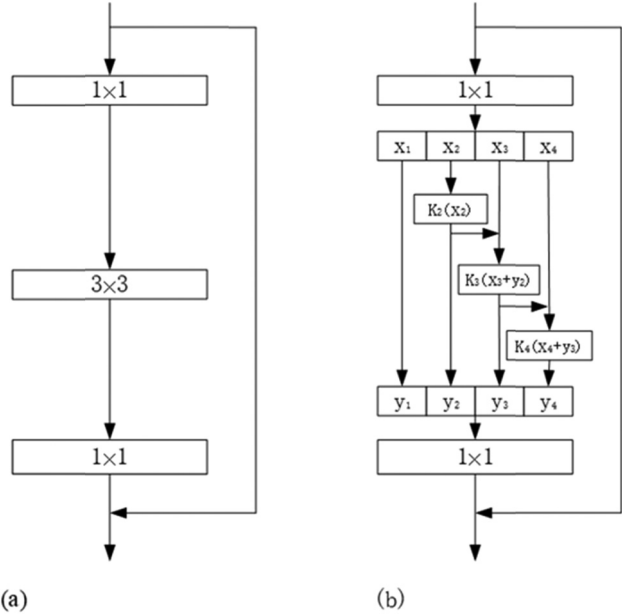 1×1
3×3
1×1
(a)
1×1
x₁ x₂ x₃ x₄
K₂(x₂)
K₃(x₃+y₂)
K₄(x₄+y₃)
y₁ y₂ y₃ y₄
1×1
(b)